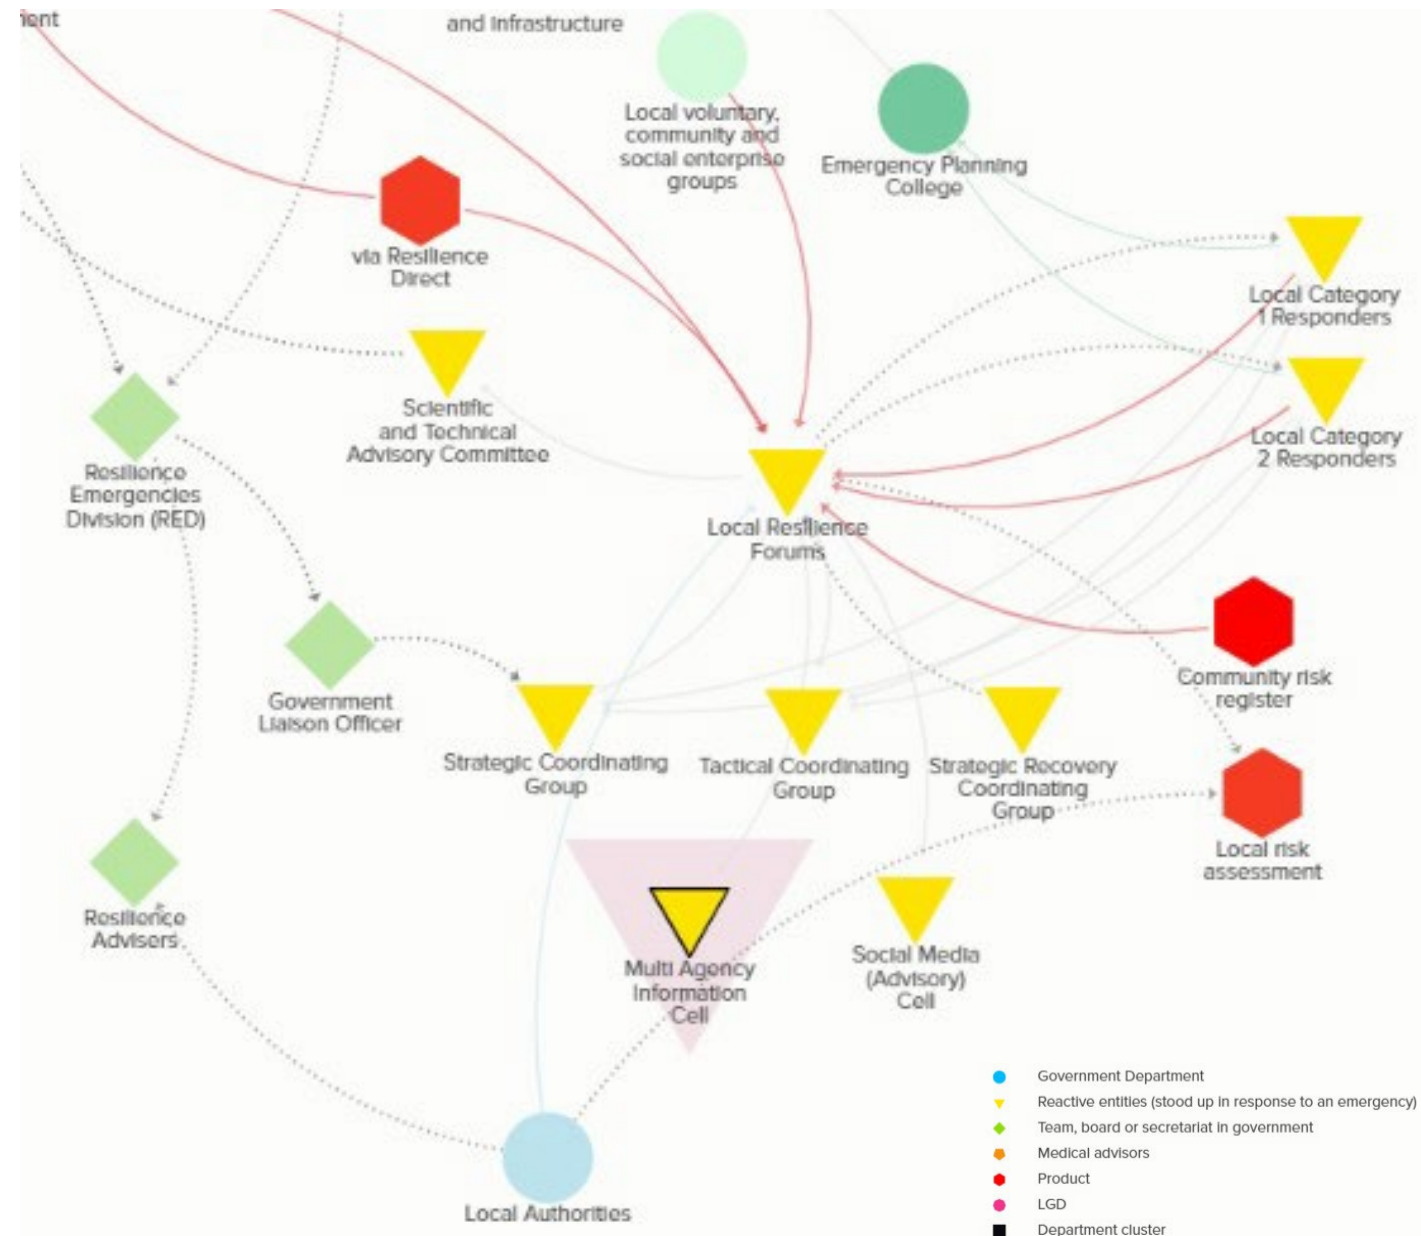 and Infrastructure
Local voluntary,
community and
social enterprise
groups
Emergency Planning
College
via Resilience
Direct
Local Category
1 Responders
Scientific
and Technical
Advisory Committee
Local Category
2 Responders
Resilience
Emergencies
Division (RED)
Local Resilience
Forums
Community risk
register
Government
Liaison Officer
Strategic Coordinating
Group
Tactical Coordinating
Group
Strategic Recovery
Coordinating
Group
Local risk
assessment
Resilience
Advisers
Multi Agency
Information
Cell
Social Media
(Advisory)
Cell
Local Authorities
Government Department
Reactive entities (stood up in response to an emergency)
Team, board or secretariat in government
Medical advisors
Product
LGD
Department cluster